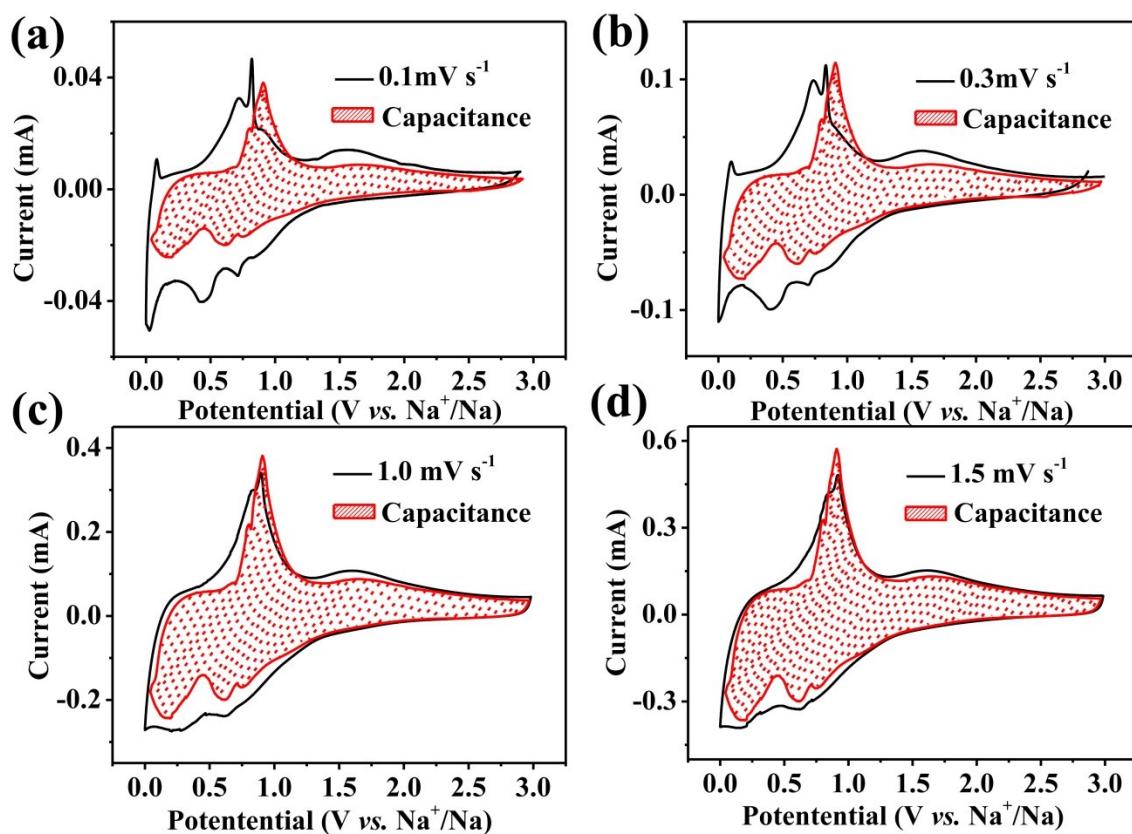 (a)
0.1mV s⁻¹
Capacitance
0.04
0.00
-0.04
Current (mA)
0.0 0.5 1.0 1.5 2.0 2.5 3.0
Potentential (V vs. Na⁺/Na)
(b)
0.3mV s⁻¹
Capacitance
0.1
0.0
-0.1
Current (mA)
0.0 0.5 1.0 1.5 2.0 2.5 3.0
Potentential (V vs. Na⁺/Na)
(c)
1.0 mV s⁻¹
Capacitance
0.4
0.2
0.0
-0.2
Current (mA)
0.0 0.5 1.0 1.5 2.0 2.5 3.0
Potentential (V vs. Na⁺/Na)
(d)
1.5 mV s⁻¹
Capacitance
0.6
0.3
0.0
-0.3
Current (mA)
0.0 0.5 1.0 1.5 2.0 2.5 3.0
Potentential (V vs. Na⁺/Na)